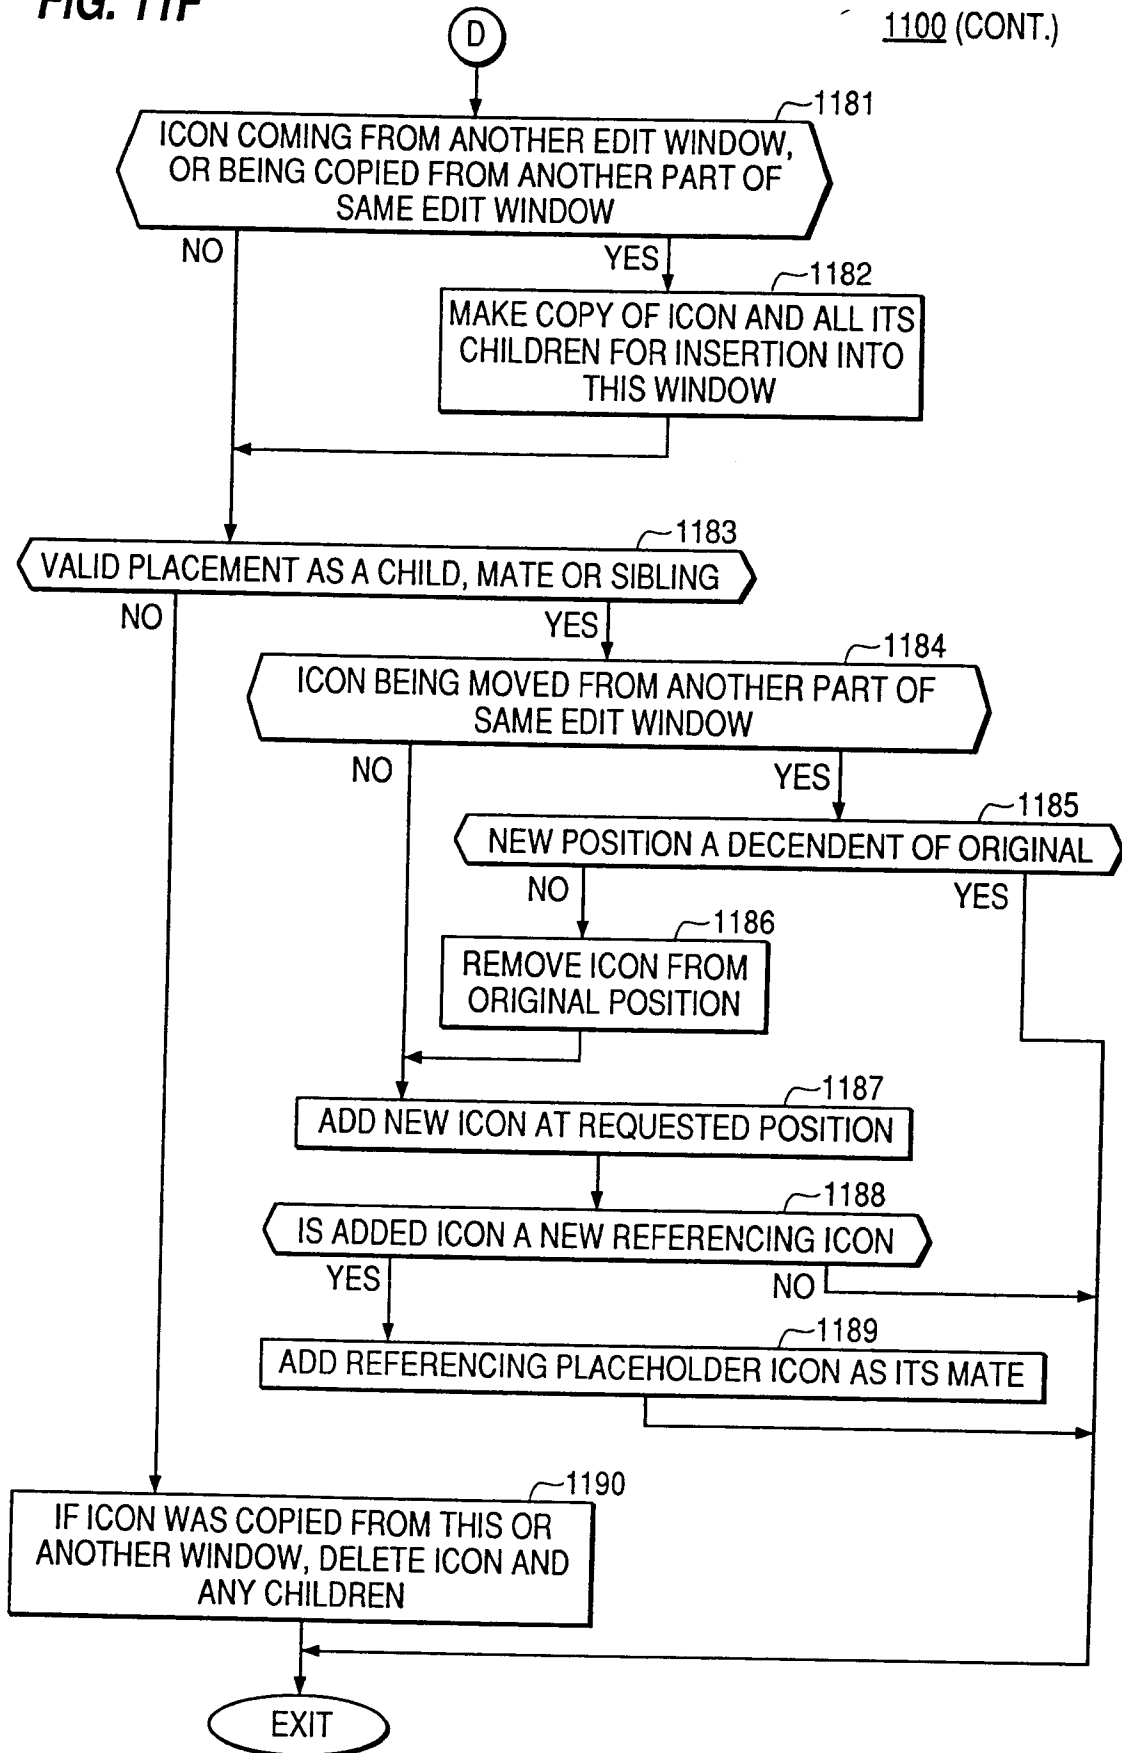 FIG. 11F
1100 (CONT.)
D
1181
ICON COMING FROM ANOTHER EDIT WINDOW,
OR BEING COPIED FROM ANOTHER PART OF
SAME EDIT WINDOW
NO
YES
1182
MAKE COPY OF ICON AND ALL ITS
CHILDREN FOR INSERTION INTO
THIS WINDOW
1183
VALID PLACEMENT AS A CHILD, MATE OR SIBLING
NO
YES
1184
ICON BEING MOVED FROM ANOTHER PART OF
SAME EDIT WINDOW
NO
YES
1185
NEW POSITION A DECENDENT OF ORIGINAL
NO
YES
1186
REMOVE ICON FROM
ORIGINAL POSITION
1187
ADD NEW ICON AT REQUESTED POSITION
1188
IS ADDED ICON A NEW REFERENCING ICON
YES
NO
1189
ADD REFERENCING PLACEHOLDER ICON AS ITS MATE
1190
IF ICON WAS COPIED FROM THIS OR
ANOTHER WINDOW, DELETE ICON AND
ANY CHILDREN
EXIT